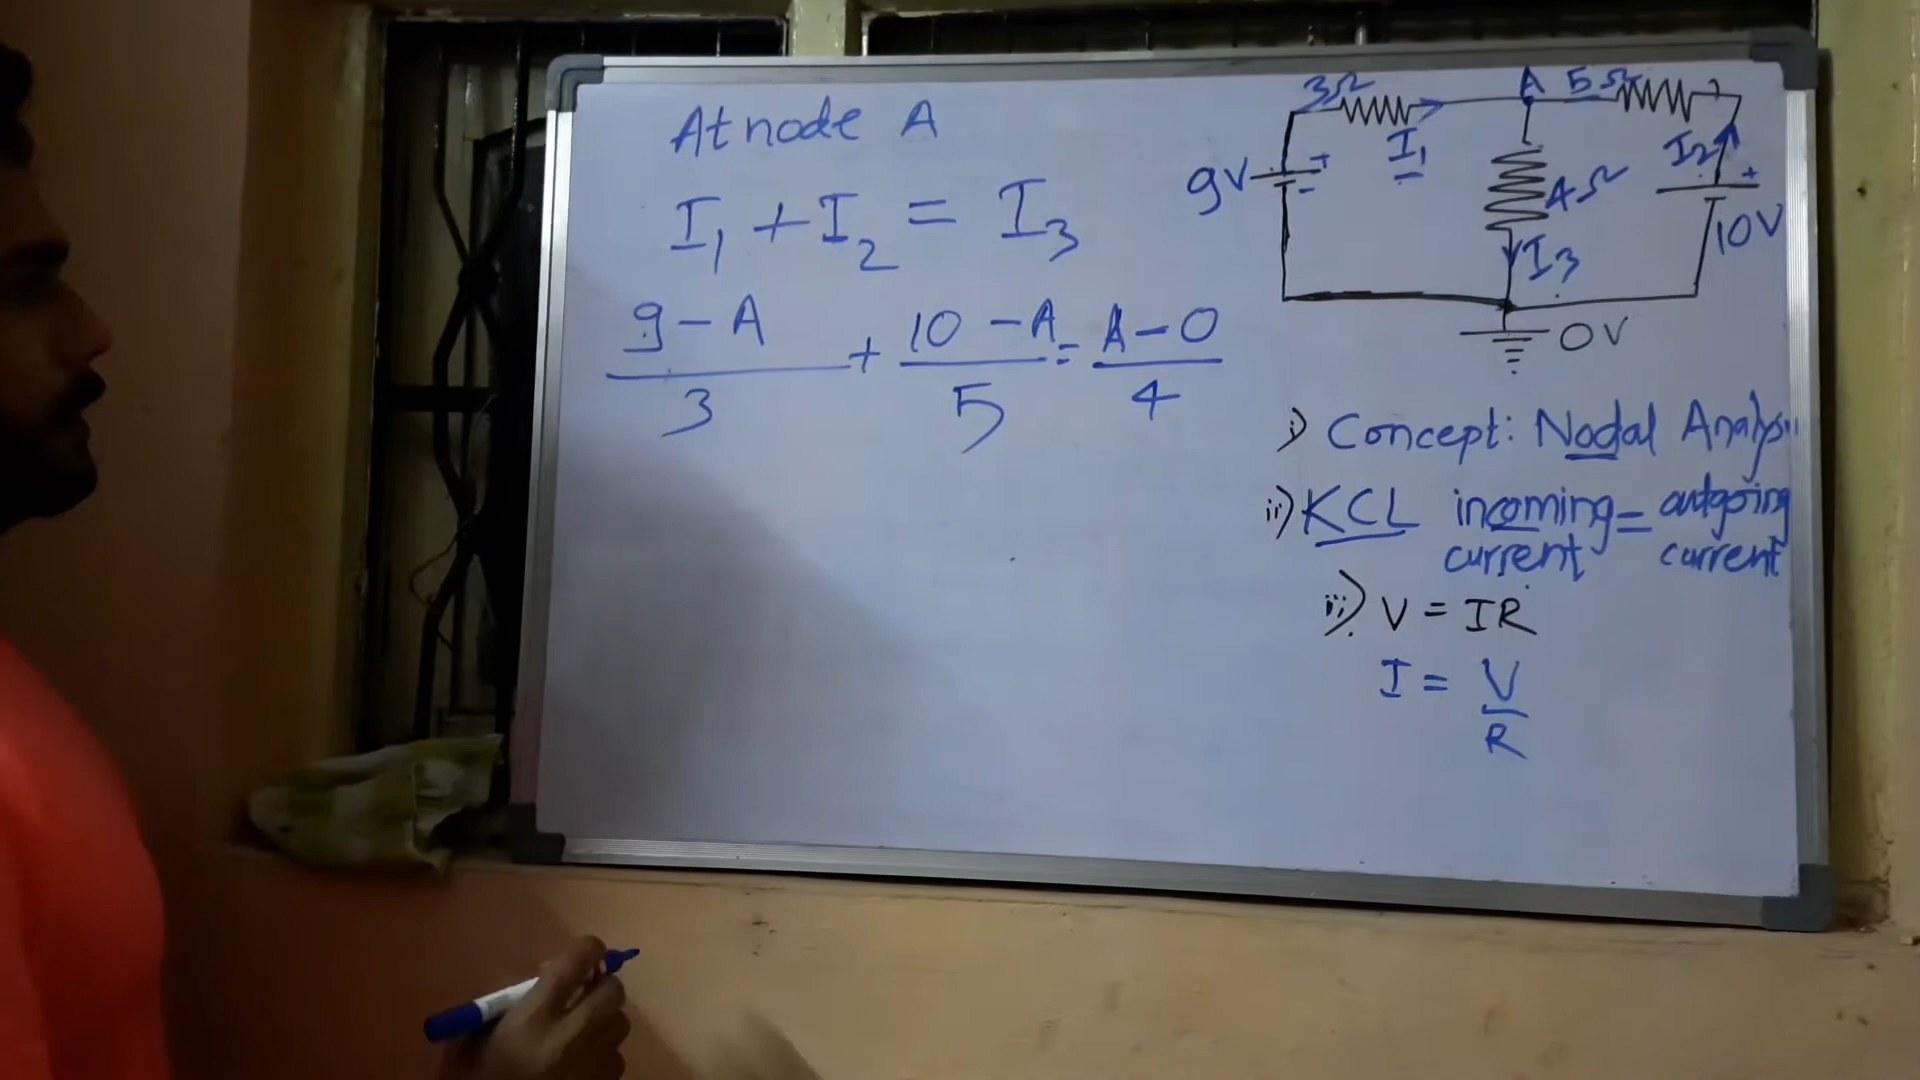 At node A
I₁ + I₂ = I₃
9 - A / 3 + 10 - A / 5 = A - 0 / 4
3Ω A 5Ω
I₁ I₂
9V + - 4Ω +
10V
I₃
0V
i) Concept: Nodal Analysi
ii) KCL incoming current = outgoing current
iii) V = IR
I = V / R